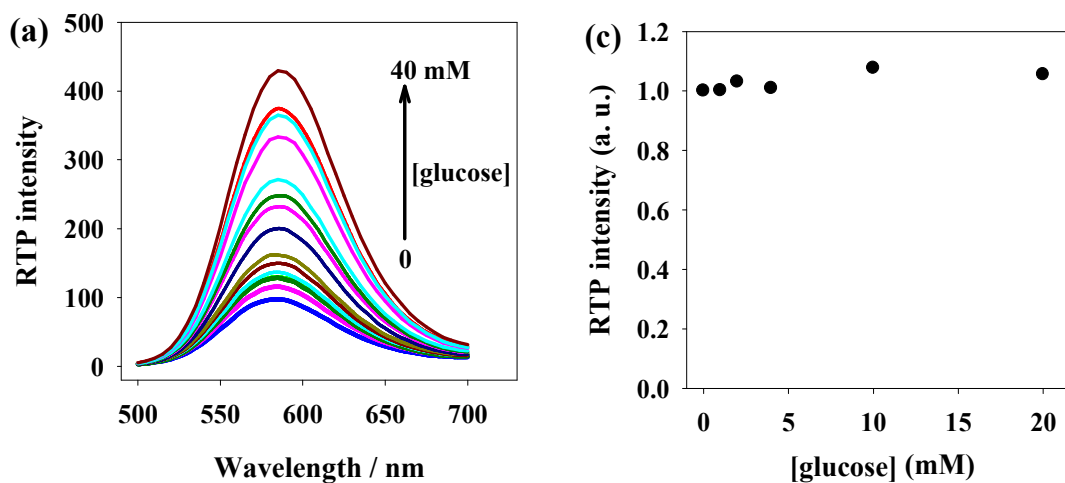 (a)
500
400
300
200
100
0
RTP intensity
40 mM
[glucose]
0
500 550 600 650 700
Wavelength / nm
(c)
1.2
1.0
0.8
0.6
0.4
0.2
0.0
RTP intensity (a. u.)
0 5 10 15 20
[glucose] (mM)